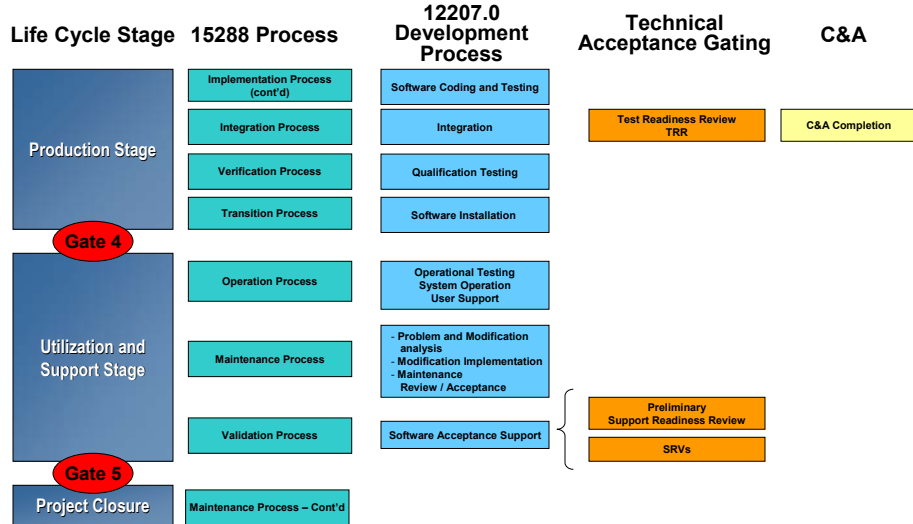 Life Cycle Stage
15288 Process
12207.0
Development
Process
Technical
Acceptance Gating
C&A
Production Stage
Implementation Process
(cont'd)
Software Coding and Testing
Integration Process
Integration
Test Readiness Review
TRR
C&A Completion
Verification Process
Qualification Testing
Transition Process
Software Installation
Gate 4
Utilization and
Support Stage
Operation Process
Operational Testing
System Operation
User Support
Maintenance Process
- Problem and Modification
analysis
- Modification Implementation
- Maintenance
Review / Acceptance
Validation Process
Software Acceptance Support
Preliminary
Support Readiness Review
SRVs
Gate 5
Project Closure
Maintenance Process – Cont'd